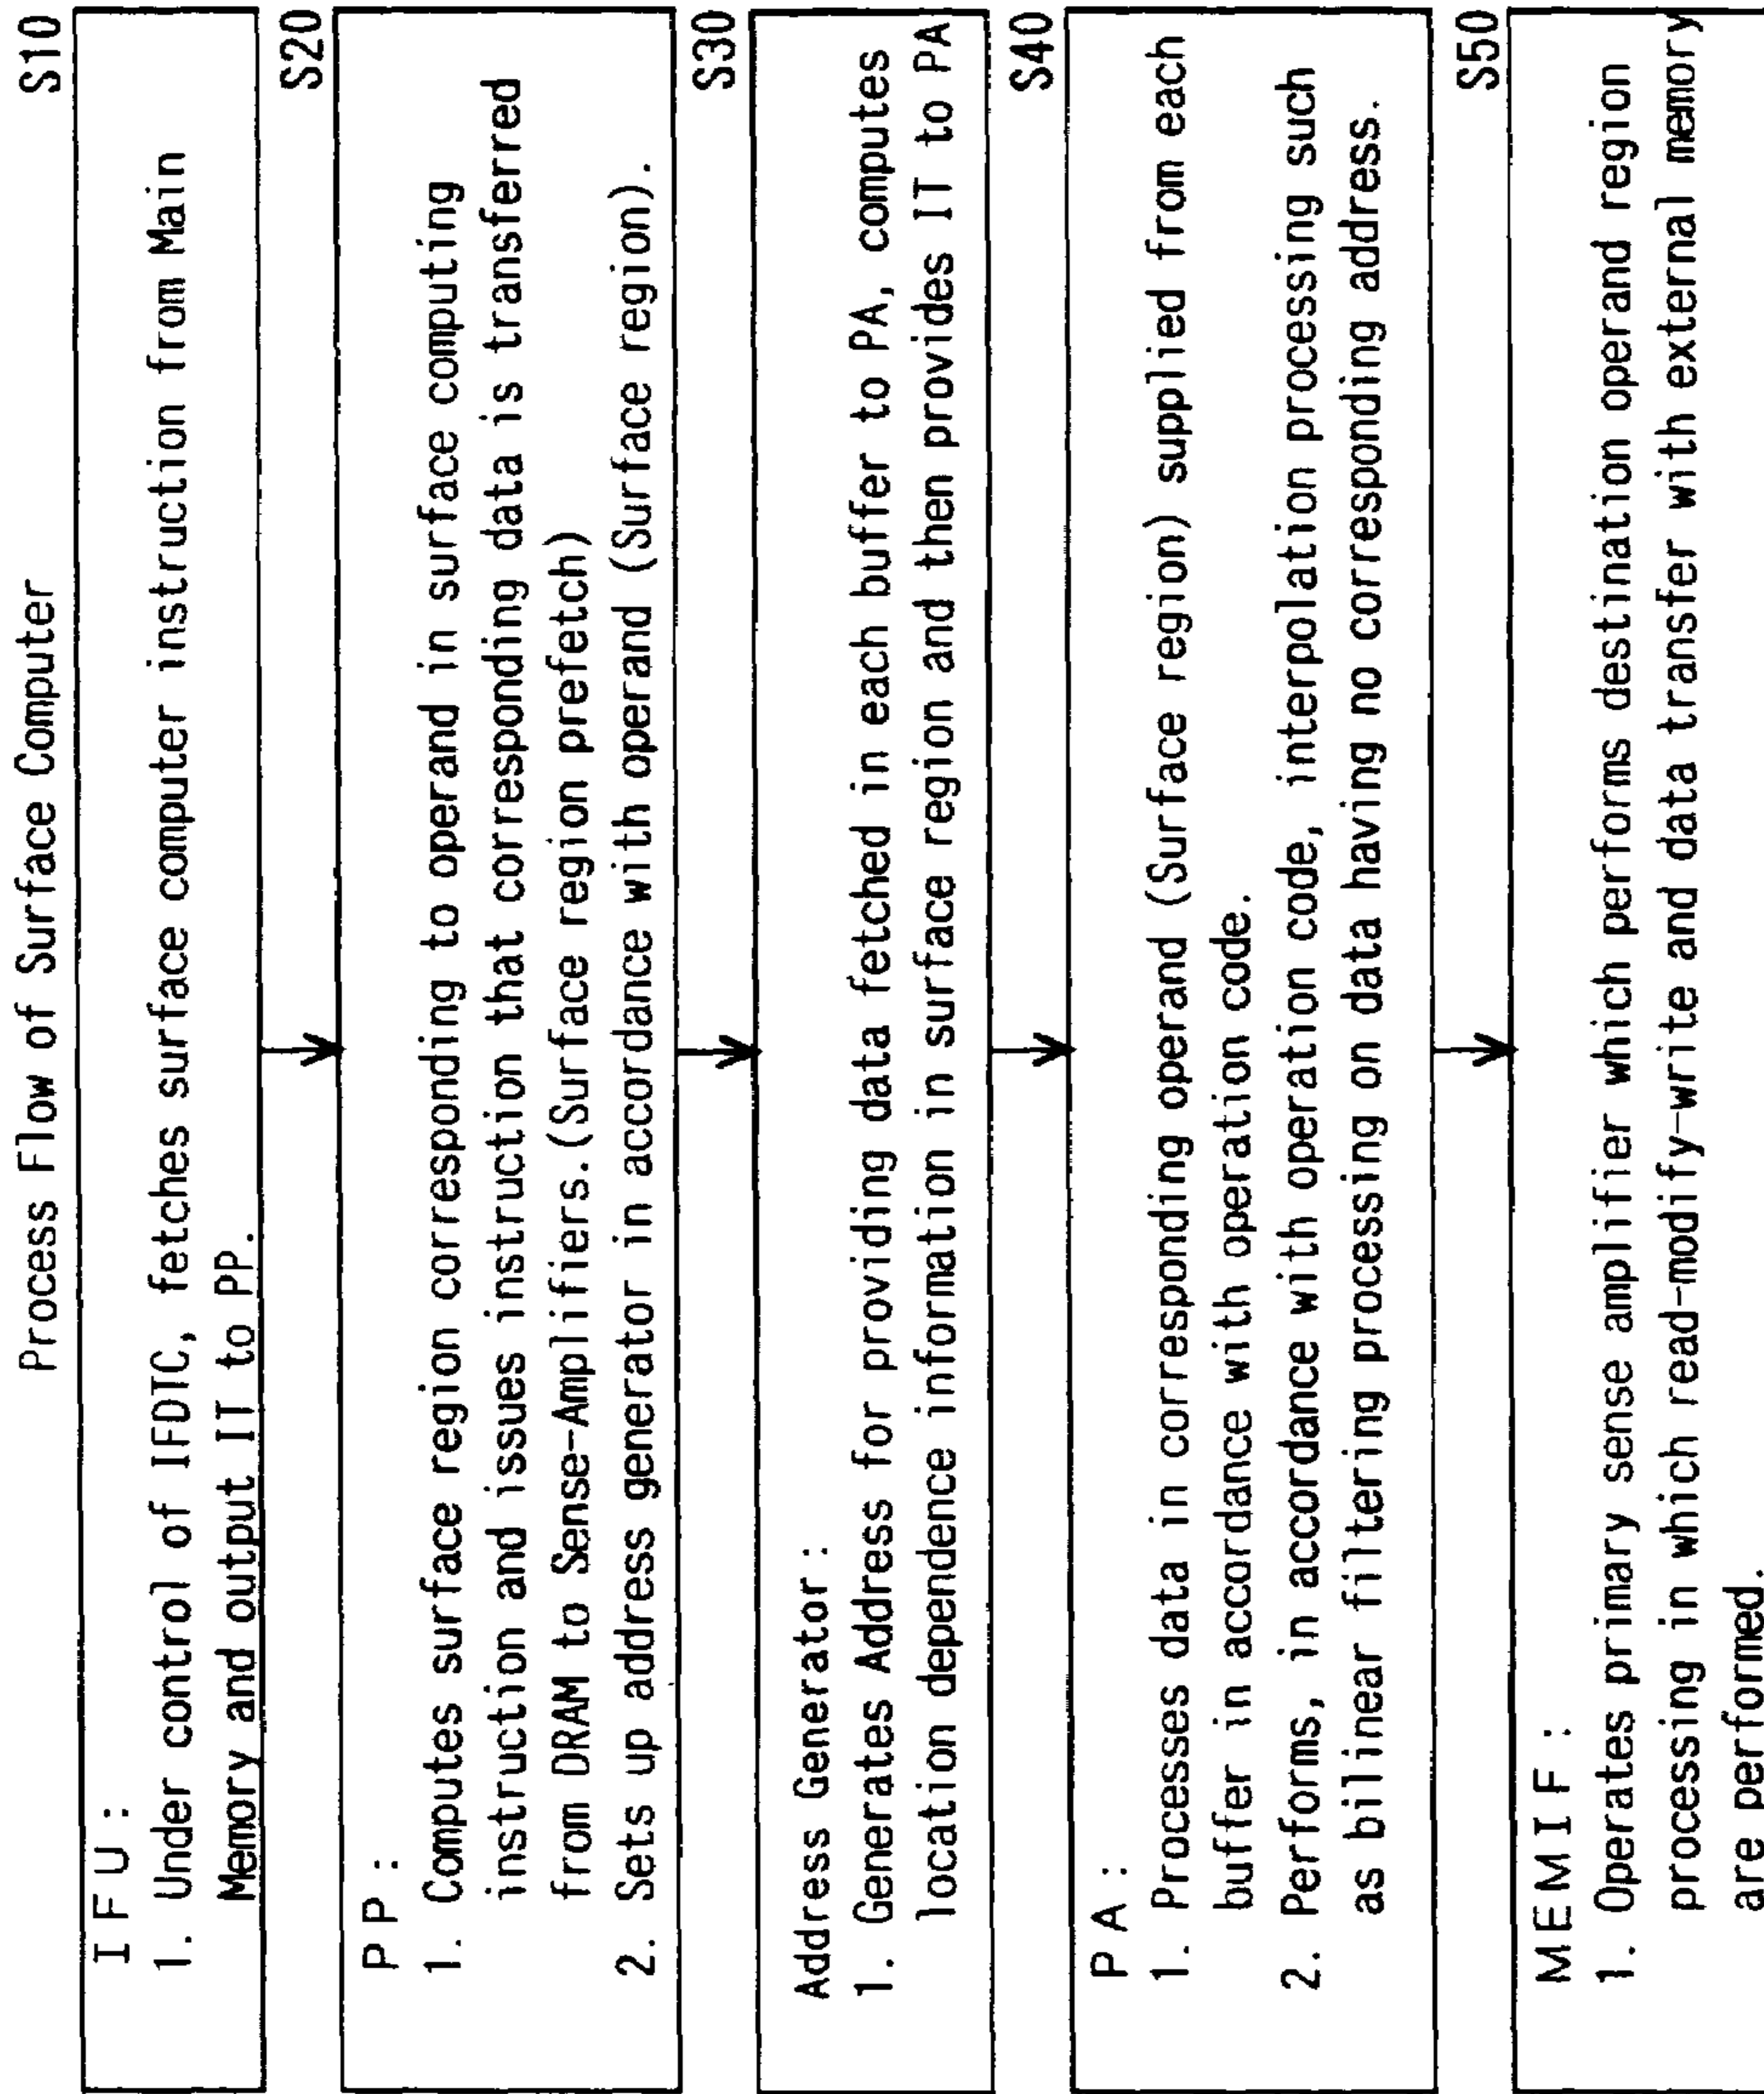 Process Flow of Surface Computer
S10
IFU:
1. Under control of IFDTC, fetches surface computer instruction from Main
Memory and output IT to PP.
S20
PP:
1. Computes surface region corresponding to operand in surface computing
instruction and issues instruction that corresponding data is transferred
from DRAM to Sense-Amplifiers.(Surface region prefetch)
2. Sets up address generator in accordance with operand (Surface region).
S30
Address Generator:
1. Generates Address for providing data fetched in each buffer to PA, computes
location dependence information in surface region and then provides IT to PA
S40
PA:
1. Processes data in corresponding operand (Surface region) supplied from each
buffer in accordance with operation code.
2. Performs, in accordance with operation code, interpolation processing such
as bilinear filtering processing on data having no corresponding address.
S50
MEMIF:
1. Operates primary sense amplifier which performs destination operand region
processing in which read-modify-write and data transfer with external memory
are performed.